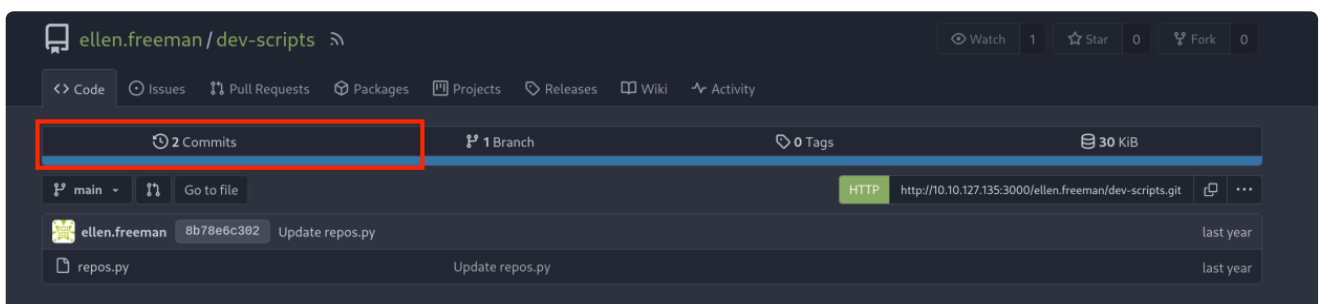 ellen.freeman / dev-scripts
Watch 1 Star 0 Fork 0
Code Issues Pull Requests Packages Projects Releases Wiki Activity
2 Commits 1 Branch 0 Tags 30 KiB
main Go to file HTTP http://10.10.127.135:3000/ellen.freeman/dev-scripts.git
ellen.freeman 8b78e6c302 Update repos.py last year
repos.py Update repos.py last year